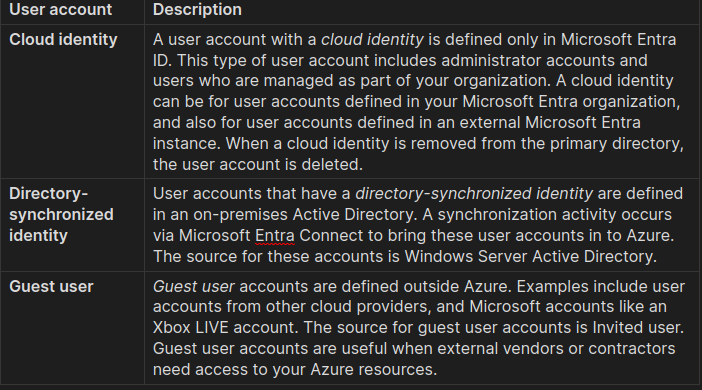 User account Description
Cloud identity A user account with a cloud identity is defined only in Microsoft Entra
ID. This type of user account includes administrator accounts and
users who are managed as part of your organization. A cloud identity
can be for user accounts defined in your Microsoft Entra organization,
and also for user accounts defined in an external Microsoft Entra
instance. When a cloud identity is removed from the primary directory,
the user account is deleted.
Directory-
synchronized
identity
User accounts that have a directory-synchronized identity are defined
in an on-premises Active Directory. A synchronization activity occurs
via Microsoft Entra Connect to bring these user accounts in to Azure.
The source for these accounts is Windows Server Active Directory.
Guest user Guest user accounts are defined outside Azure. Examples include user
accounts from other cloud providers, and Microsoft accounts like an
Xbox LIVE account. The source for guest user accounts is Invited user.
Guest user accounts are useful when external vendors or contractors
need access to your Azure resources.